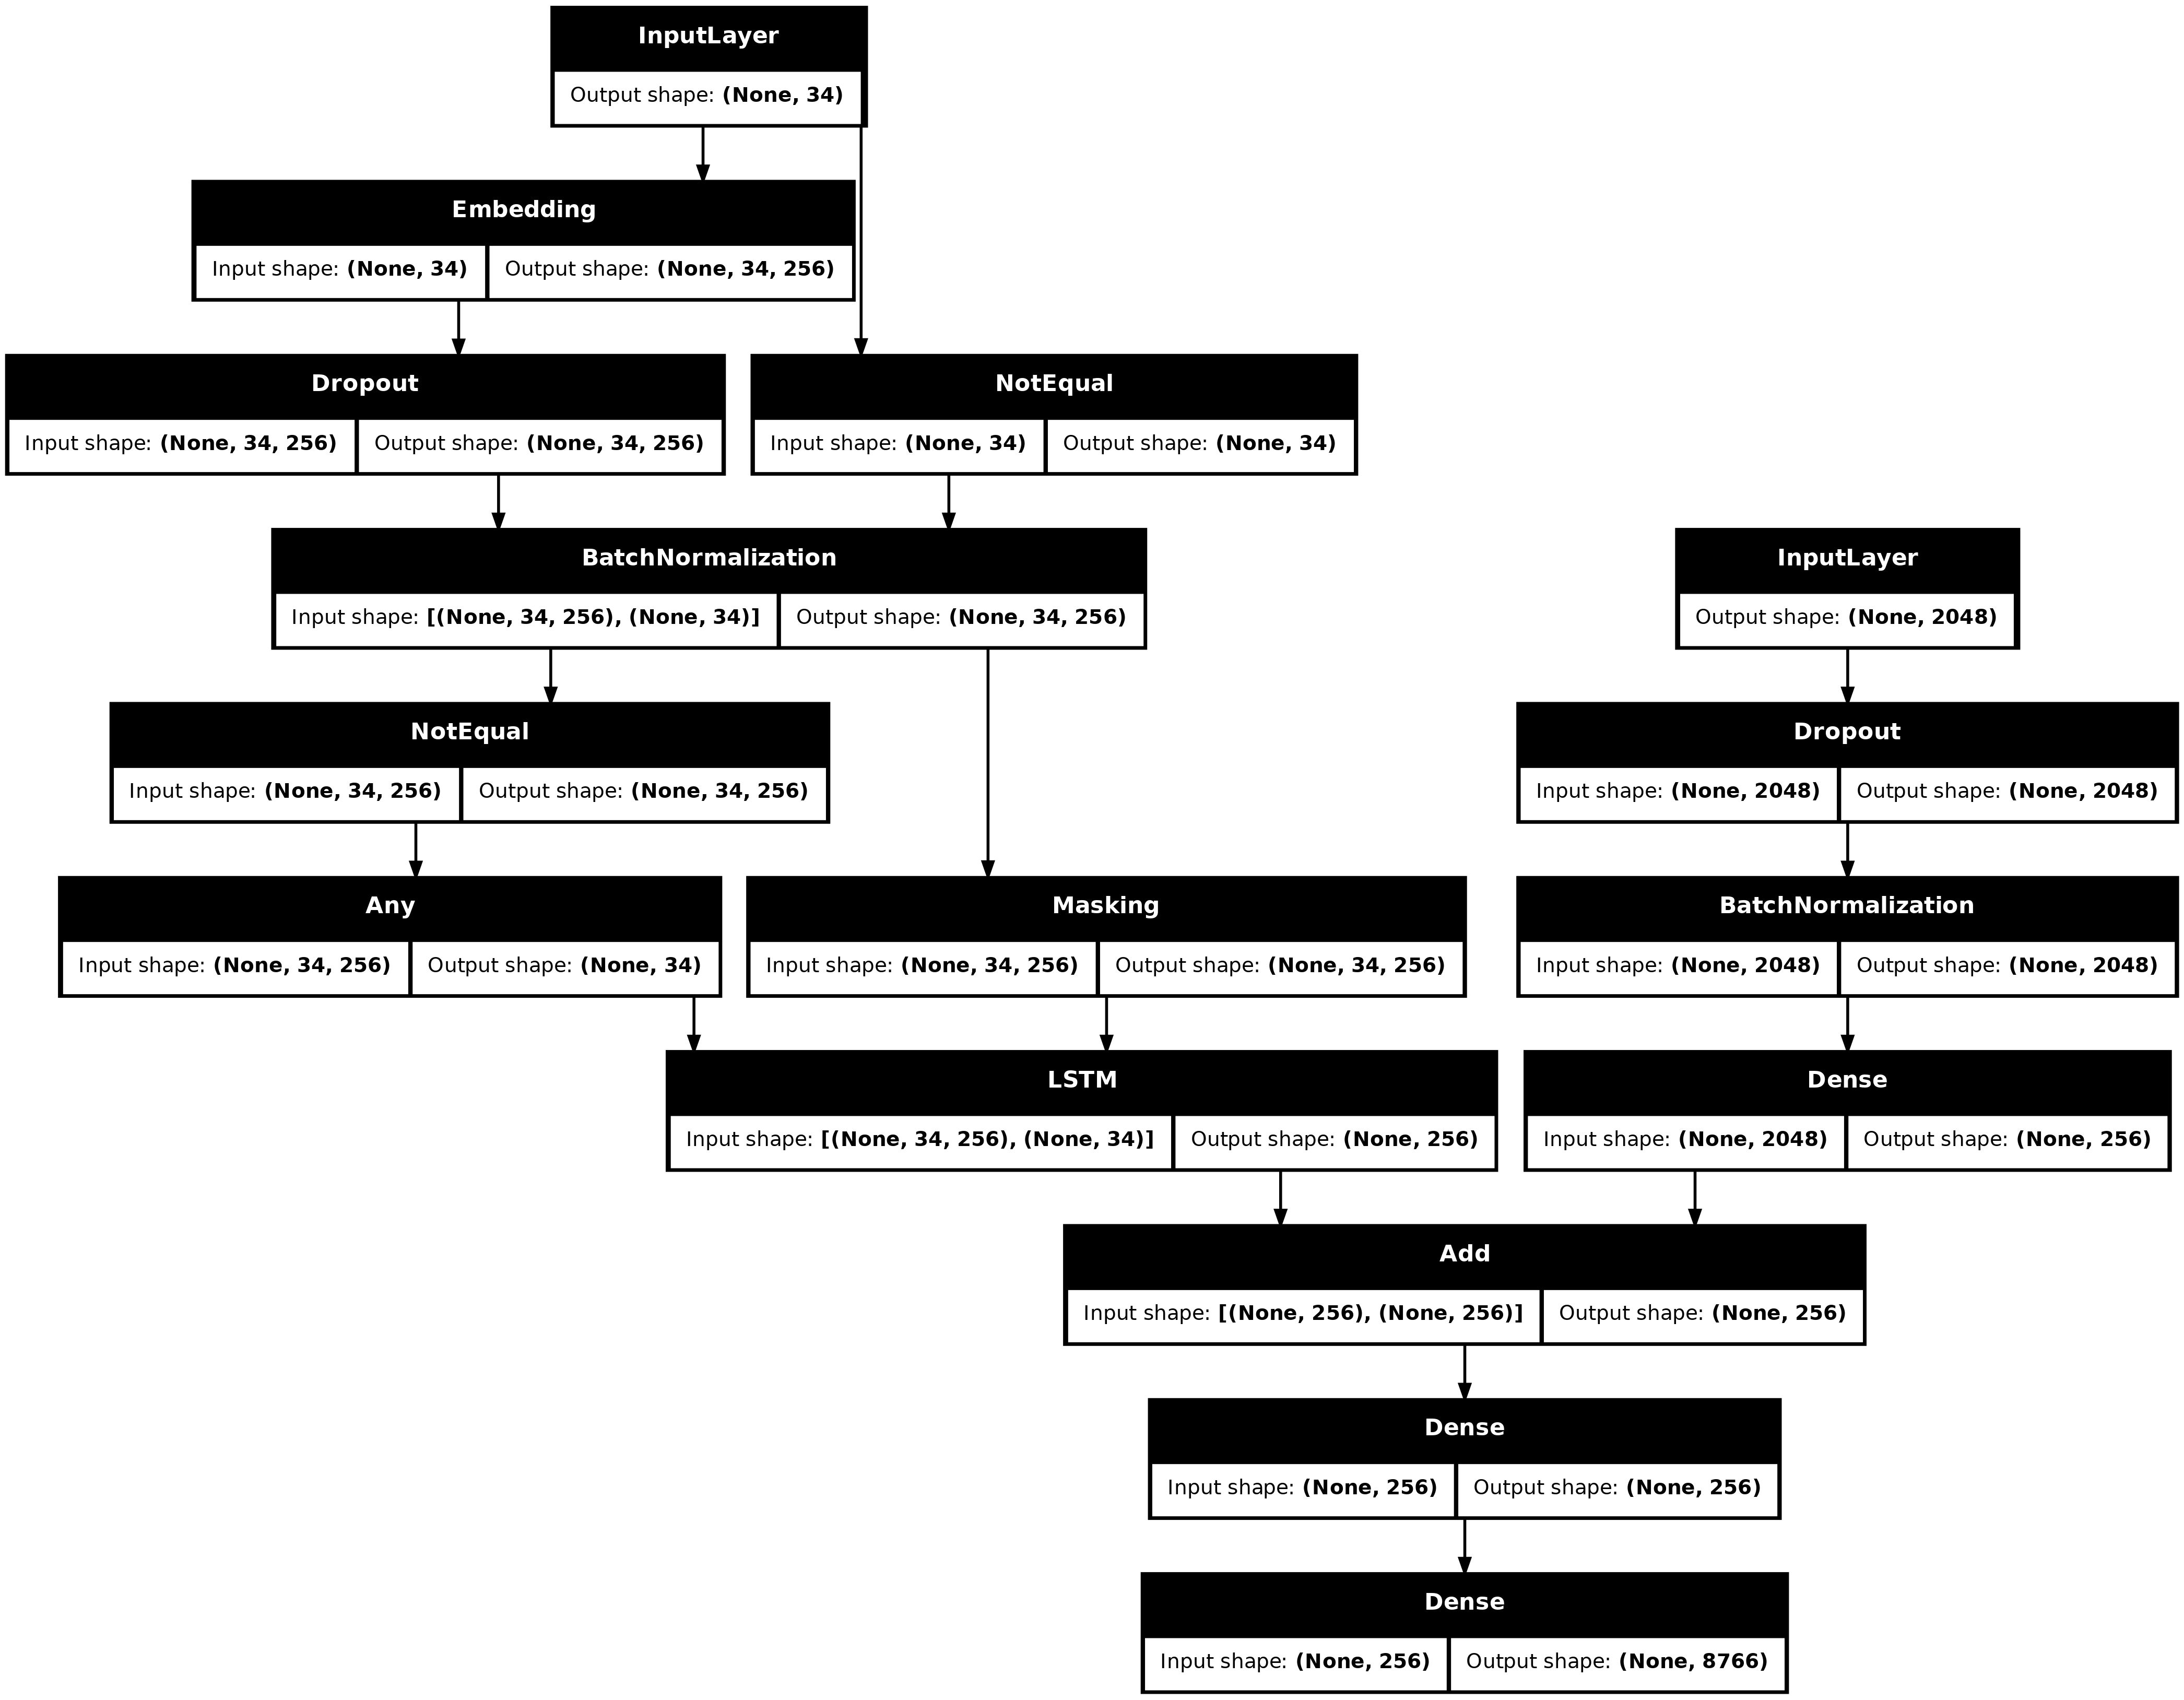 InputLayer
Output shape: (None, 34)
Embedding
Input shape: (None, 34) Output shape: (None, 34, 256)
Dropout
Input shape: (None, 34, 256) Output shape: (None, 34, 256)
NotEqual
Input shape: (None, 34) Output shape: (None, 34)
BatchNormalization
Input shape: [(None, 34, 256), (None, 34)] Output shape: (None, 34, 256)
InputLayer
Output shape: (None, 2048)
NotEqual
Input shape: (None, 34, 256) Output shape: (None, 34, 256)
Dropout
Input shape: (None, 2048) Output shape: (None, 2048)
Any
Input shape: (None, 34, 256) Output shape: (None, 34)
Masking
Input shape: (None, 34, 256) Output shape: (None, 34, 256)
BatchNormalization
Input shape: (None, 2048) Output shape: (None, 2048)
LSTM
Input shape: [(None, 34, 256), (None, 34)] Output shape: (None, 256)
Dense
Input shape: (None, 2048) Output shape: (None, 256)
Add
Input shape: [(None, 256), (None, 256)] Output shape: (None, 256)
Dense
Input shape: (None, 256) Output shape: (None, 256)
Dense
Input shape: (None, 256) Output shape: (None, 8766)